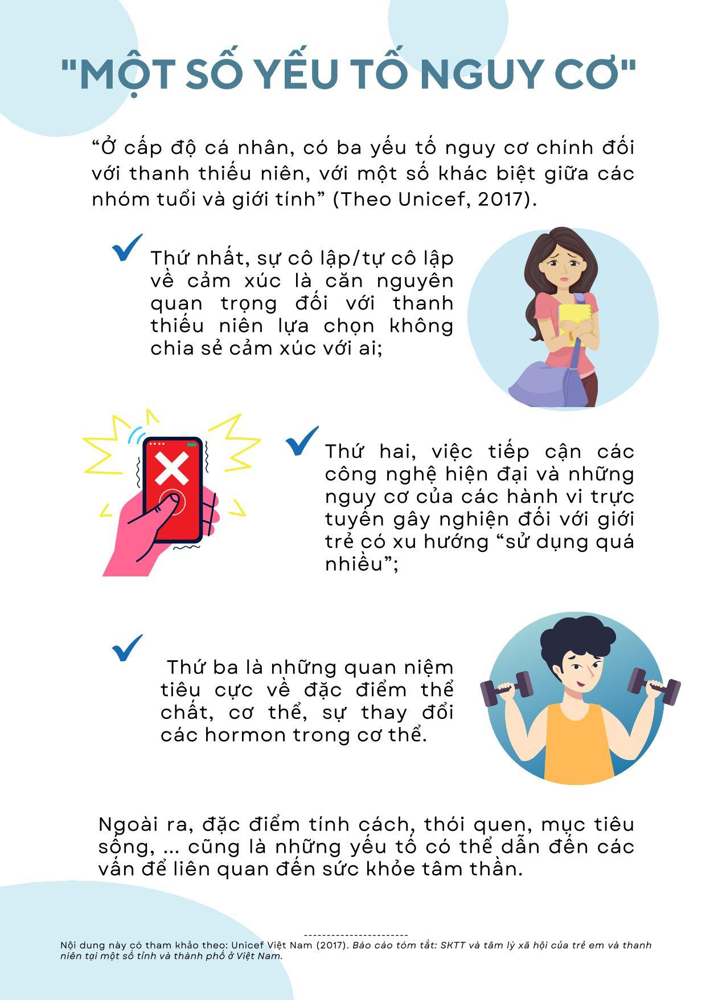 "MỘT SỐ YẾU TỐ NGUY CƠ"
“Ở cấp độ cá nhân, có ba yếu tố nguy cơ chính đối
với thanh thiếu niên, với một số khác biệt giữa các
nhóm tuổi và giới tính” (Theo Unicef, 2017).
Thứ nhất, sự cô lập/tự cô lập
về cảm xúc là căn nguyên
quan trọng đối với thanh
thiếu niên lựa chọn không
chia sẻ cảm xúc với ai;
Thứ hai, việc tiếp cận các
công nghệ hiện đại và những
nguy cơ của các hành vi trực
tuyến gây nghiện đối với giới
trẻ có xu hướng “sử dụng quá
nhiều”;
Thứ ba là những quan niệm
tiêu cực về đặc điểm thể
chất, cơ thể, sự thay đổi
các hormon trong cơ thể.
Ngoài ra, đặc điểm tính cách, thói quen, mục tiêu
sống, ... cũng là những yếu tố có thể dẫn đến các
vấn để liên quan đến sức khỏe tâm thần.
-----------------------
Nội dung này có tham khảo theo: Unicef Việt Nam (2017). Báo cáo tóm tắt: SKTT và tâm lý xã hội của trẻ em và thanh
niên tại một số tỉnh và thành phố ở Việt Nam.